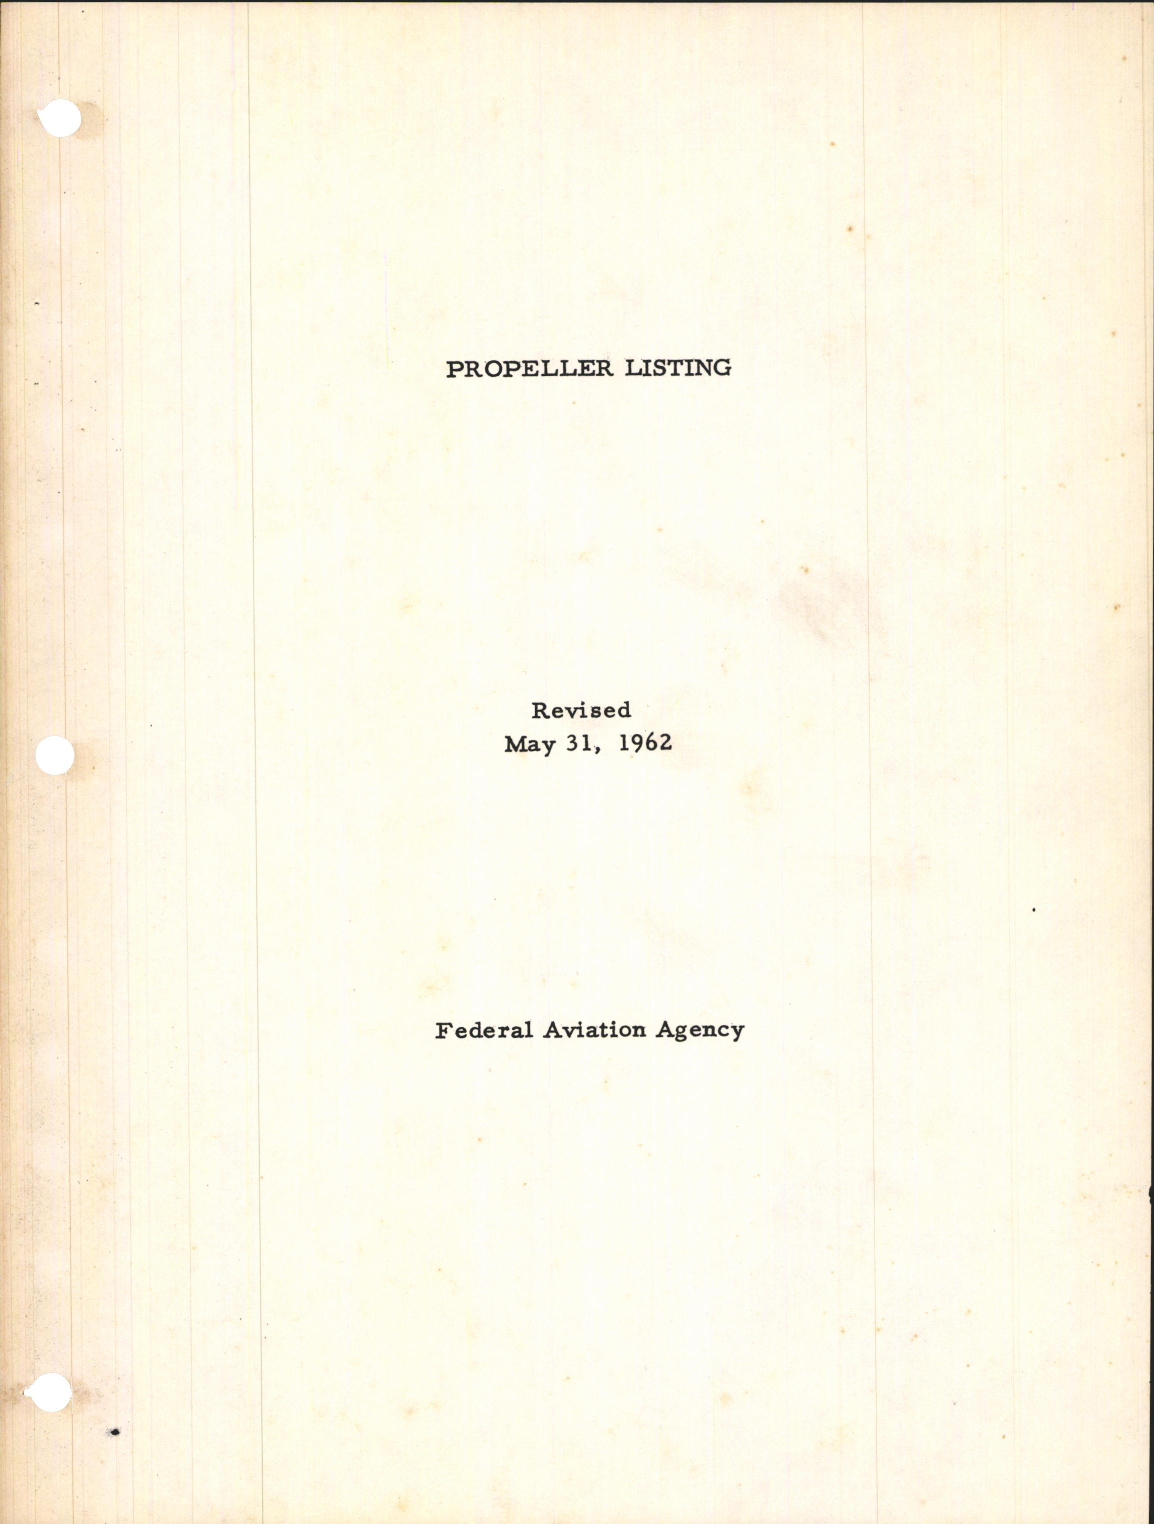 PROPELLER LISTING
Revised
May 31, 1962
Federal Aviation Agency